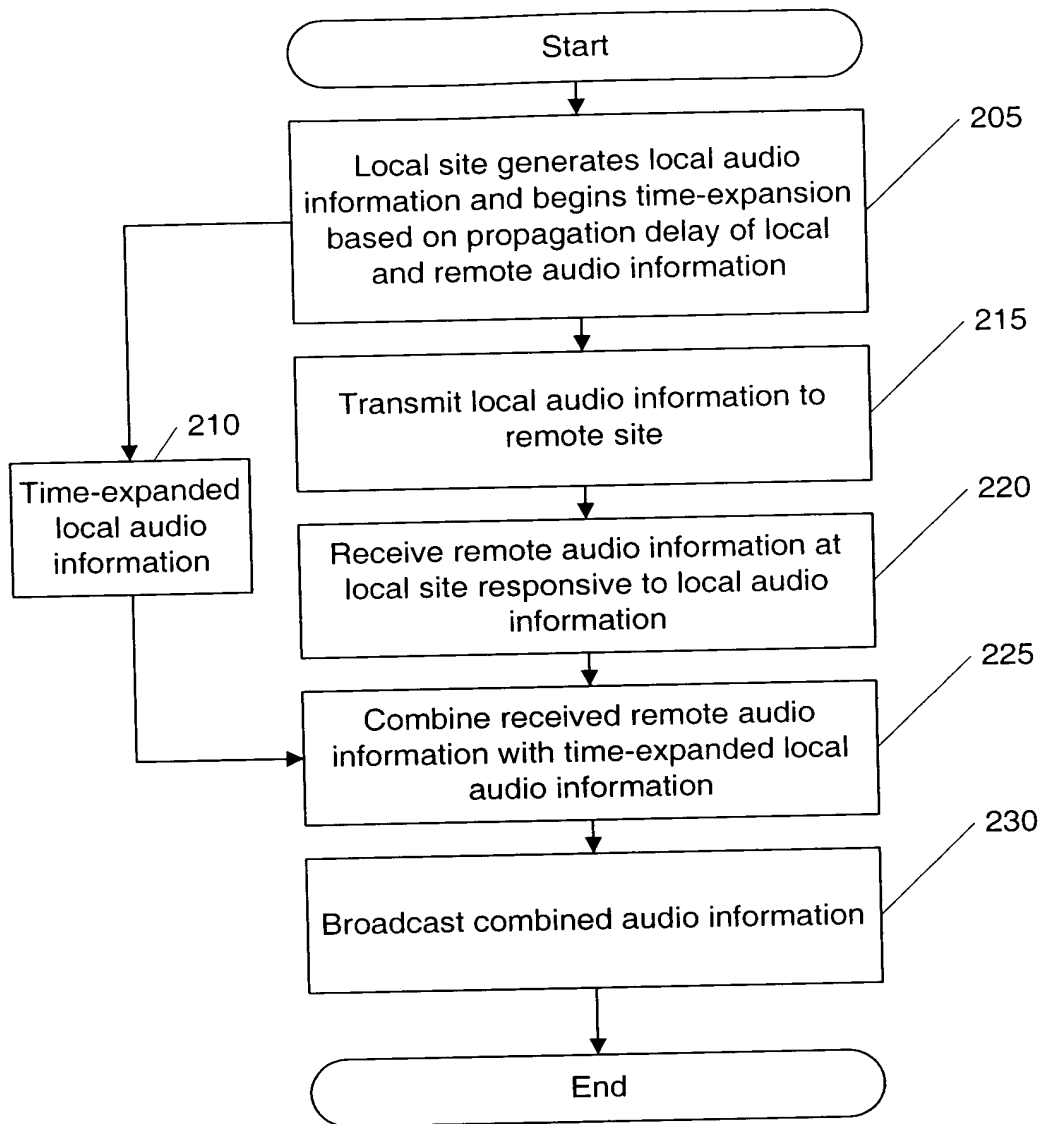 Start
205
Local site generates local audio
information and begins time-expansion
based on propagation delay of local
and remote audio information
215
Transmit local audio information to
remote site
210
Time-expanded
local audio
information
220
Receive remote audio information at
local site responsive to local audio
information
225
Combine received remote audio
information with time-expanded local
audio information
230
Broadcast combined audio information
End